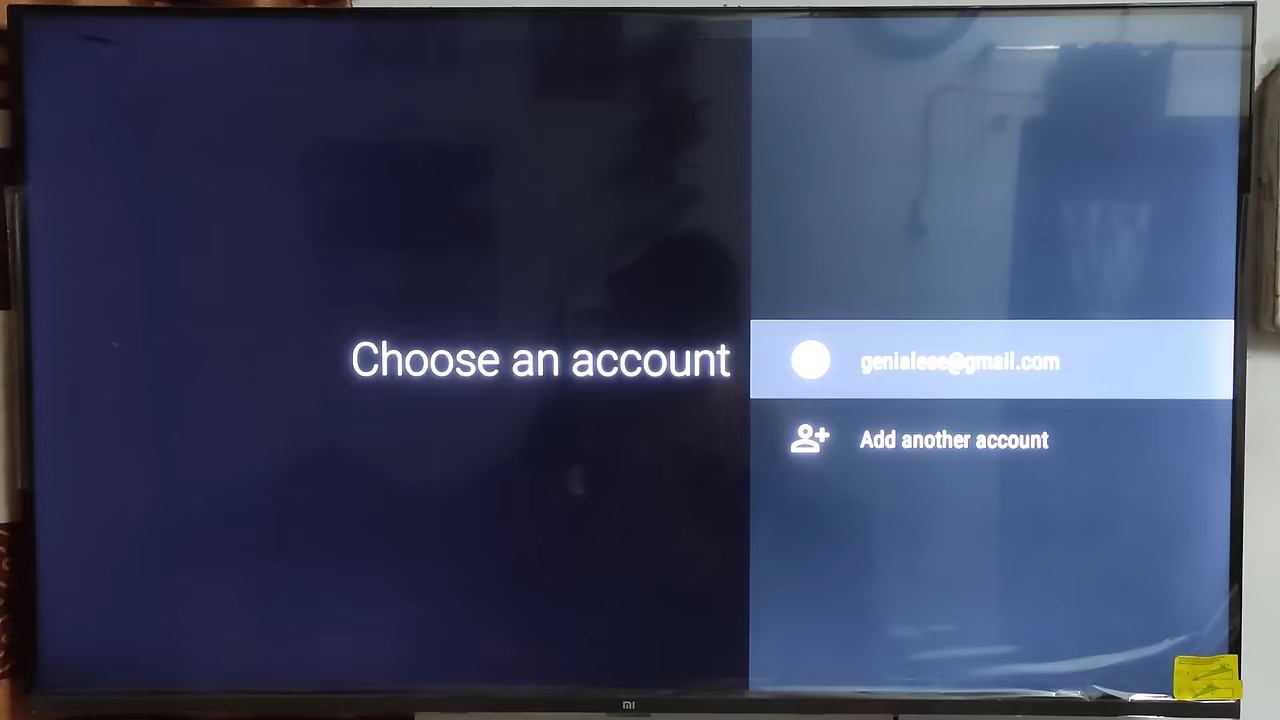 Choose an account
genialeee@gmail.com
Add another account
mi